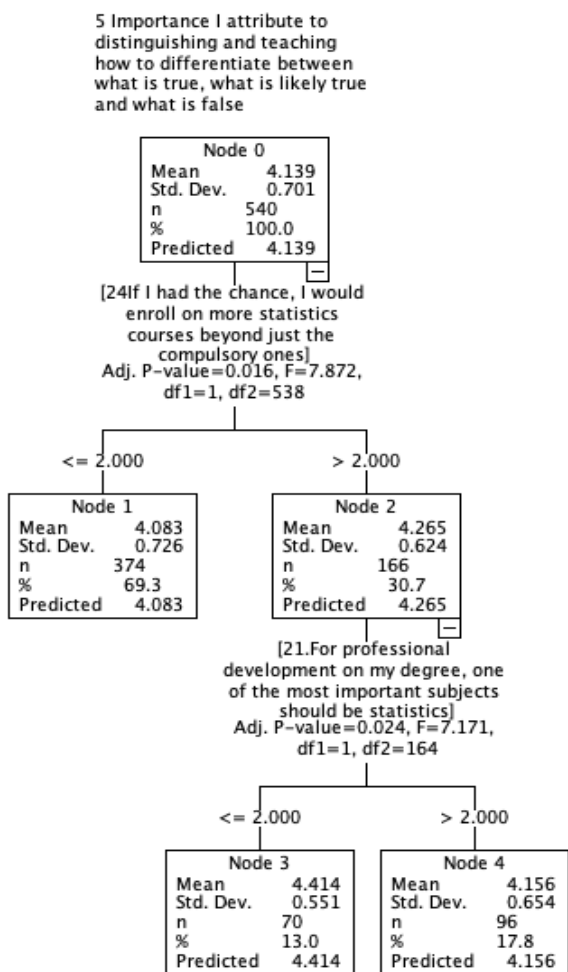 5 Importance I attribute to
distinguishing and teaching
how to differentiate between
what is true, what is likely true
and what is false
Node 0
Mean 4.139
Std. Dev. 0.701
n 540
% 100.0
Predicted 4.139
[24If I had the chance, I would
enroll on more statistics
courses beyond just the
compulsory ones]
Adj. P-value=0.016, F=7.872,
df1=1, df2=538
<= 2.000
> 2.000
Node 1
Mean 4.083
Std. Dev. 0.726
n 374
% 69.3
Predicted 4.083
Node 2
Mean 4.265
Std. Dev. 0.624
n 166
% 30.7
Predicted 4.265
[21.For professional
development on my degree, one
of the most important subjects
should be statistics]
Adj. P-value=0.024, F=7.171,
df1=1, df2=164
<= 2.000
> 2.000
Node 3
Mean 4.414
Std. Dev. 0.551
n 70
% 13.0
Predicted 4.414
Node 4
Mean 4.156
Std. Dev. 0.654
n 96
% 17.8
Predicted 4.156